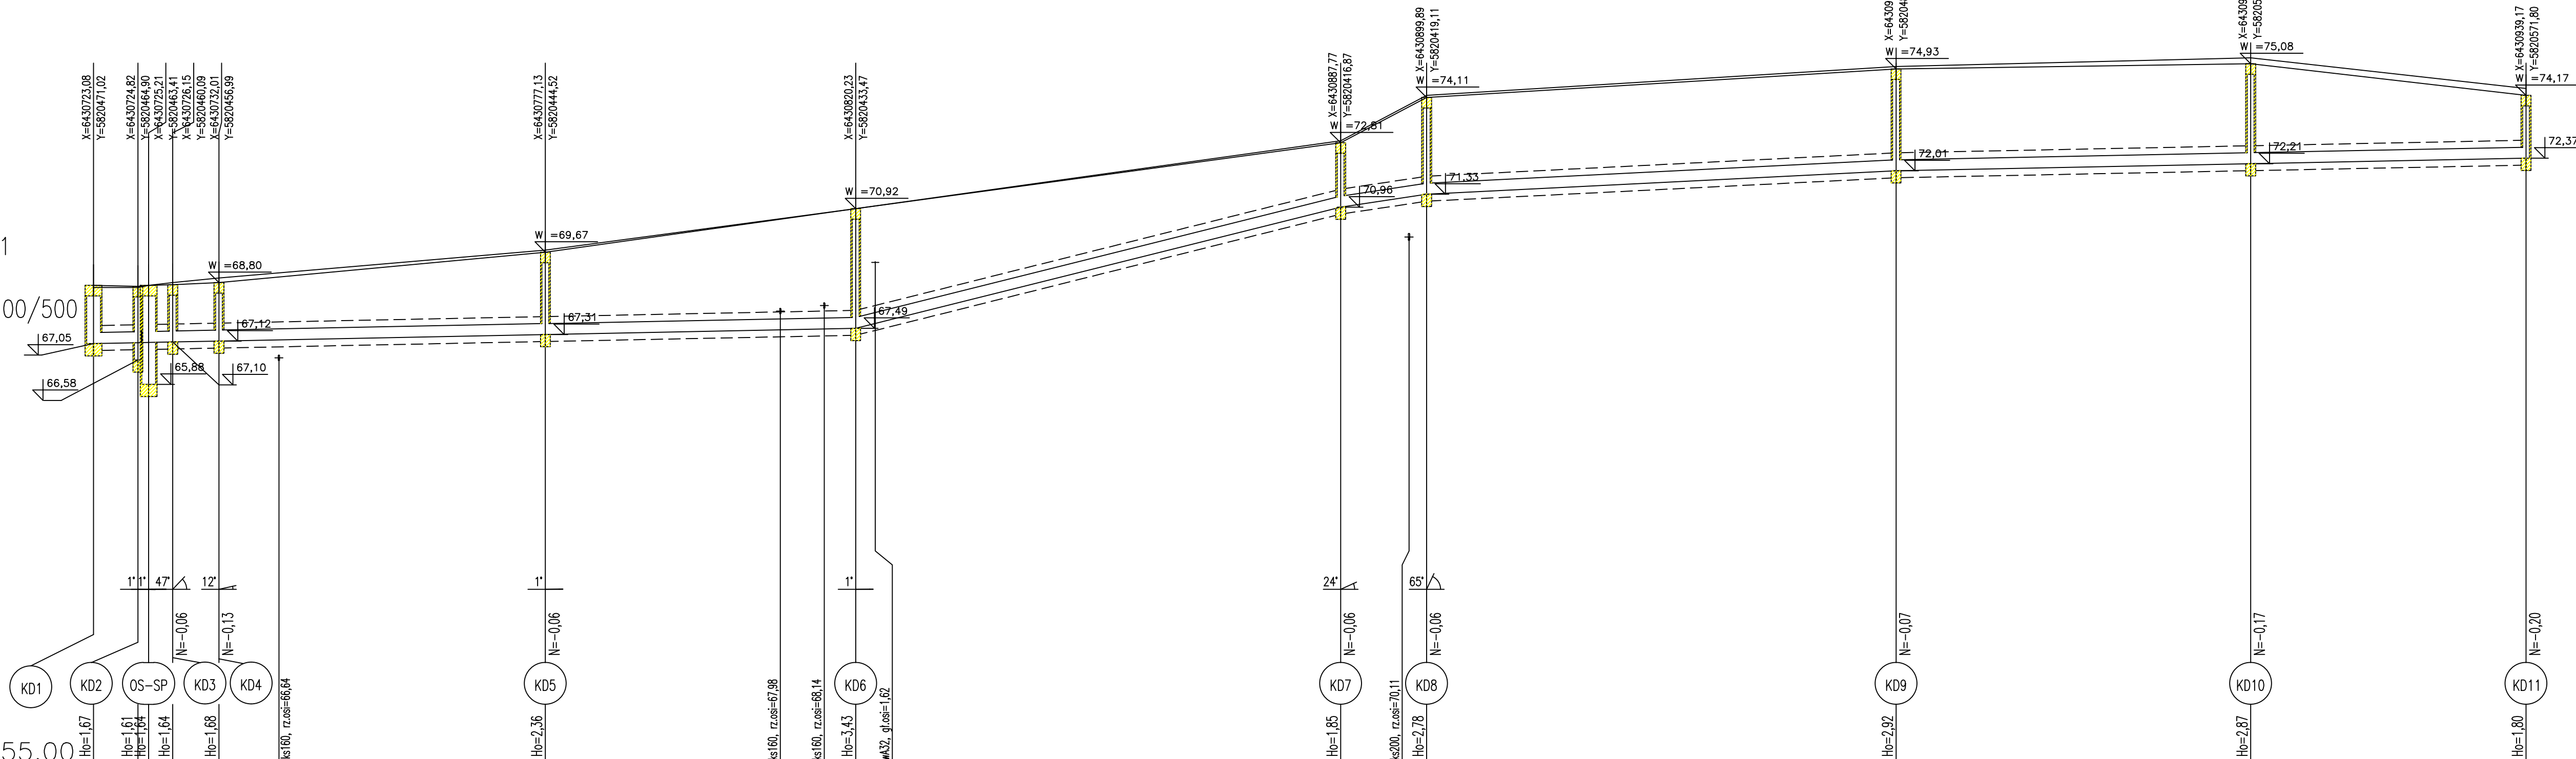 X=6430723,08
Y=5820471,02
X=6430724,82
Y=5820464,90
X=6430725,21
Y=5820463,41
X=6430726,15
Y=5820460,09
X=6430732,01
Y=5820456,99
X=6430777,13
Y=5820444,52
X=6430820,23
Y=5820433,47
X=6430887,77
Y=5820416,87
X=6430899,89
Y=5820419,11
X=6430939,17
Y=5820571,80
W =68,80
W =69,67
W =70,92
W =72,81
W =74,11
W =74,93
W =75,08
W =74,17
1
00/500
67,05
66,58
65,88
67,12
67,10
67,31
67,49
70,96
71,33
72,01
72,21
72,37
1° 1° 47° 12° 1° 1° 24° 65°
N=-0,06
N=-0,13
N=-0,06
N=-0,06
N=-0,06
N=-0,07
N=-0,17
N=-0,20
KD1 KD2 OS-SP KD3 KD4 KD5 KD6 KD7 KD8 KD9 KD10 KD11
55,00
Ho=1,67
Ho=1,61
Ho=1,64
Ho=1,64
Ho=1,68
ks160, rz.osi=66,64
Ho=2,36
ks160, rz.osi=67,98
ks160, rz.osi=68,14
Ho=3,43
wA32, gł.osi=1,62
Ho=1,85
ks200, rz.osi=70,11
Ho=2,78
Ho=2,92
Ho=2,87
Ho=1,80